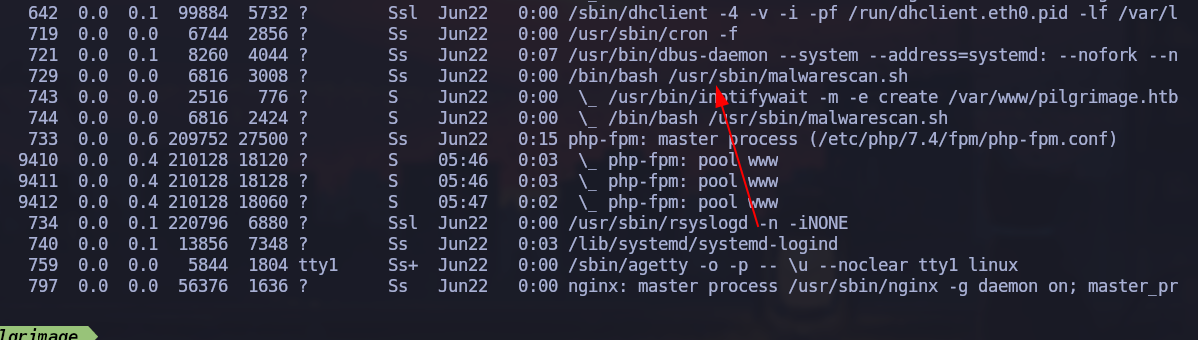 642 0.0 0.1 99884 5732 ? Ssl Jun22 0:00 /sbin/dhclient -4 -v -i -pf /run/dhclient.eth0.pid -lf /var/l
719 0.0 0.0 6744 2856 ? Ss Jun22 0:00 /usr/sbin/cron -f
721 0.0 0.1 8260 4044 ? Ss Jun22 0:07 /usr/bin/dbus-daemon --system --address=systemd: --nofork --n
729 0.0 0.0 6816 3008 ? Ss Jun22 0:00 /bin/bash /usr/sbin/malwarescan.sh
743 0.0 0.0 2516 776 ? S Jun22 0:00 \_ /usr/bin/inotifywait -m -e create /var/www/pilgrimage.htb
744 0.0 0.0 6816 2424 ? S Jun22 0:00 \_ /bin/bash /usr/sbin/malwarescan.sh
733 0.0 0.6 209752 27500 ? Ss Jun22 0:15 php-fpm: master process (/etc/php/7.4/fpm/php-fpm.conf)
9410 0.0 0.4 210128 18120 ? S 05:46 0:03 \_ php-fpm: pool www
9411 0.0 0.4 210128 18128 ? S 05:46 0:03 \_ php-fpm: pool www
9412 0.0 0.4 210128 18060 ? S 05:47 0:02 \_ php-fpm: pool www
734 0.0 0.1 220796 6880 ? Ssl Jun22 0:00 /usr/sbin/rsyslogd -n -iNONE
740 0.0 0.1 13856 7348 ? Ss Jun22 0:03 /lib/systemd/systemd-logind
759 0.0 0.0 5844 1804 tty1 Ss+ Jun22 0:00 /sbin/agetty -o -p -- \u --noclear tty1 linux
797 0.0 0.0 56376 1636 ? Ss Jun22 0:00 nginx: master process /usr/sbin/nginx -g daemon on; master_pr
lgrimage